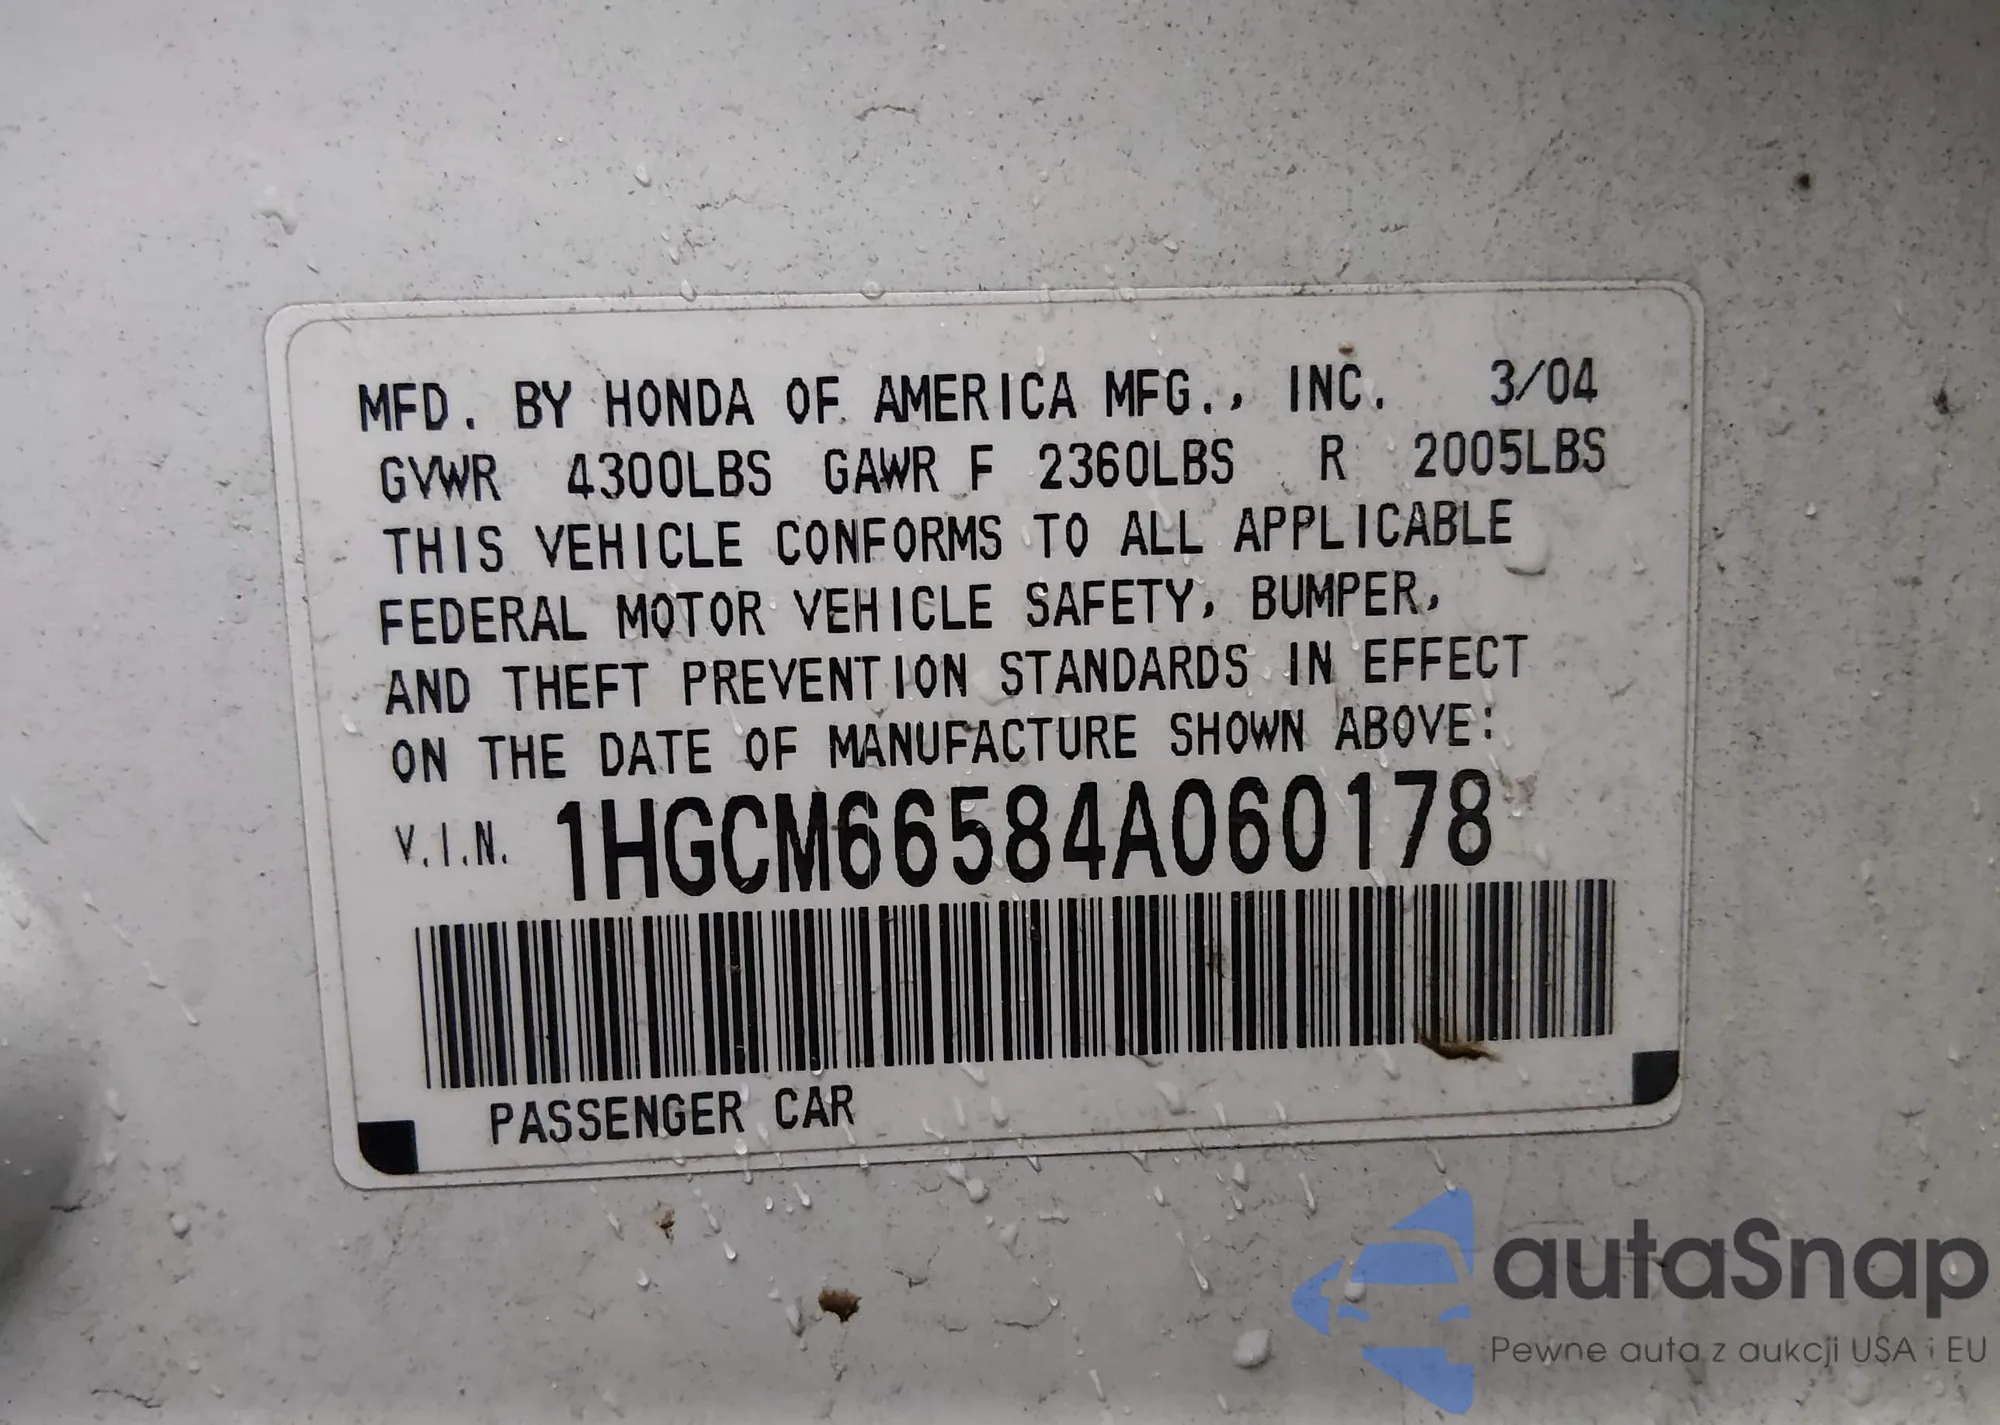 MFD. BY HONDA OF AMERICA MFG., INC. 3/04
GVWR 4300LBS GAWR F 2360LBS R 2005LBS
THIS VEHICLE CONFORMS TO ALL APPLICABLE
FEDERAL MOTOR VEHICLE SAFETY, BUMPER,
AND THEFT PREVENTION STANDARDS IN EFFECT
ON THE DATE OF MANUFACTURE SHOWN ABOVE:
V.I.N. 1HGCM66584A060178
PASSENGER CAR
autaSnap
Pewne auta z aukcji USA i EU